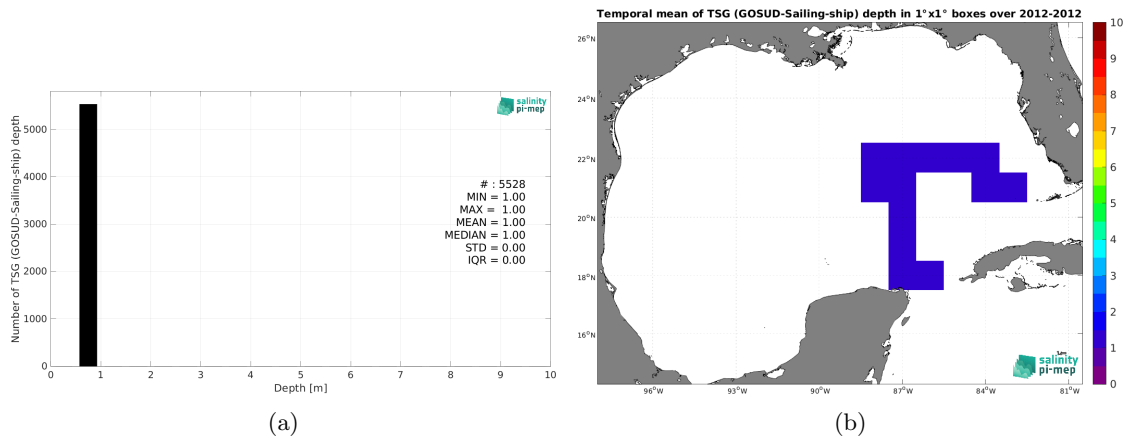 Temporal mean of TSG (GOSUD-Sailing-ship) depth in 1°x1° boxes over 2012-2012
Number of TSG (GOSUD-Sailing-ship) depth
5000
4000
3000
2000
1000
0
0 1 2 3 4 5 6 7 8 9 10
Depth [m]
salinity
pi-mep
# : 5528
MIN = 1.00
MAX = 1.00
MEAN = 1.00
MEDIAN = 1.00
STD = 0.00
IQR = 0.00
(a)
26°N
24°N
22°N
20°N
18°N
16°N
96°W 93°W 90°W 87°W 84°W 81°W
salinity
pi-mep
10
9
8
7
6
5
4
3
2
1
0
(b)